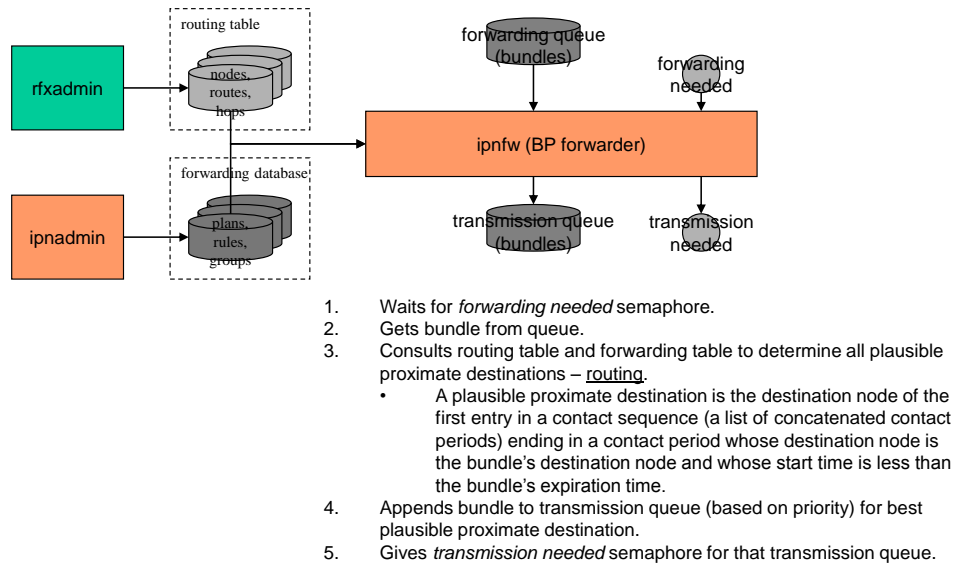 routing table
rfxadmin
nodes,
routes,
hops
forwarding queue
(bundles)
forwarding
needed
ipnfw (BP forwarder)
forwarding database
ipnadmin
plans,
rules,
groups
transmission queue
(bundles)
transmission
needed
1. Waits for forwarding needed semaphore.
2. Gets bundle from queue.
3. Consults routing table and forwarding table to determine all plausible
proximate destinations – routing.
• A plausible proximate destination is the destination node of the
first entry in a contact sequence (a list of concatenated contact
periods) ending in a contact period whose destination node is
the bundle's destination node and whose start time is less than
the bundle's expiration time.
4. Appends bundle to transmission queue (based on priority) for best
plausible proximate destination.
5. Gives transmission needed semaphore for that transmission queue.